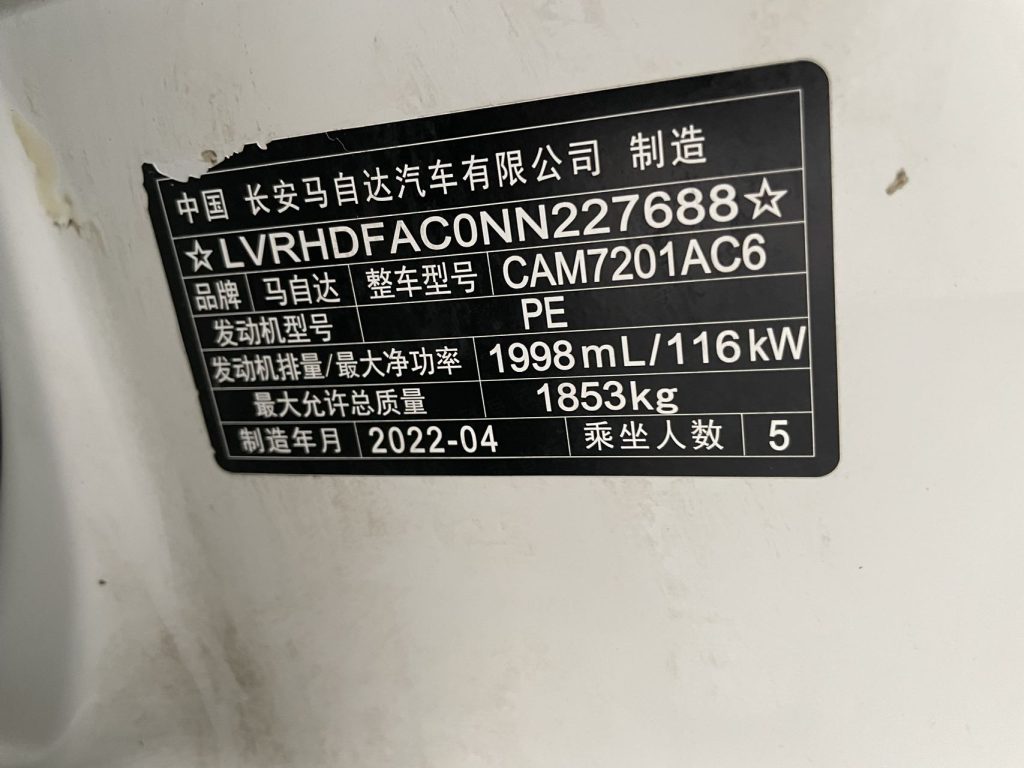 中国 长安马自达汽车有限公司 制造
☆LVRHDFAC0NN227688☆
品牌 马自达 整车型号 CAM7201AC6
发动机型号 PE
发动机排量/最大净功率 1998mL/116kW
最大允许总质量 1853kg
制造年月 2022-04 乘坐人数 5